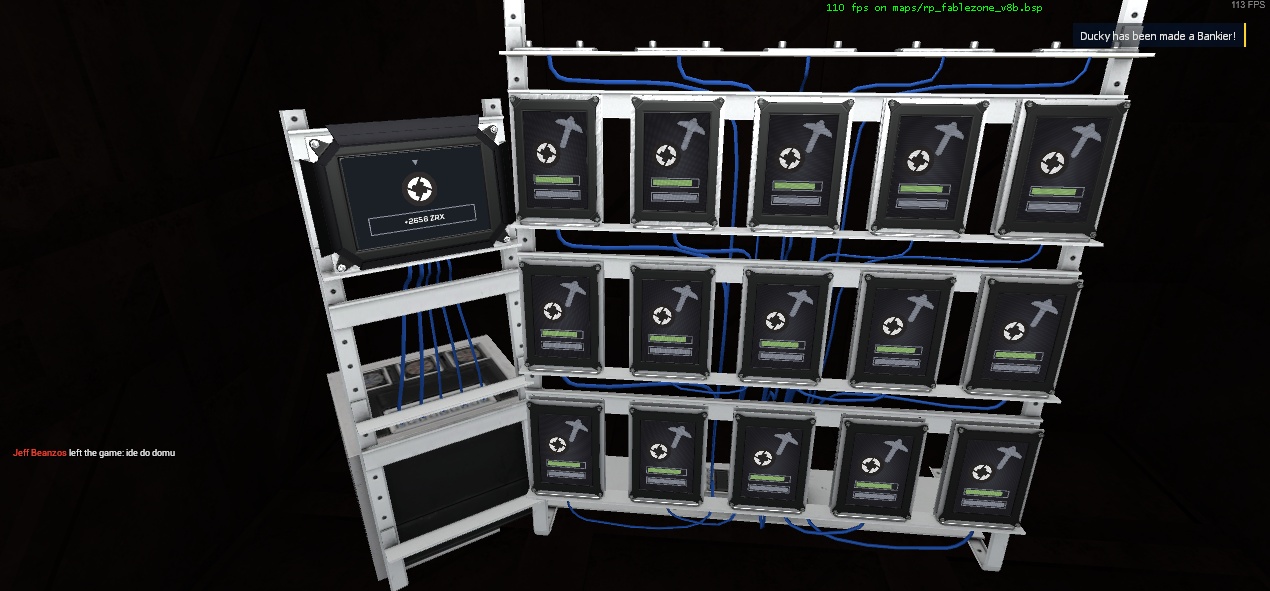 110 fps on maps/rp_fablezone_v8b.bsp
113 FPS
Ducky has been made a Bankier!
+2656 ZRX
Jeff Beanzos left the game: ide do domu